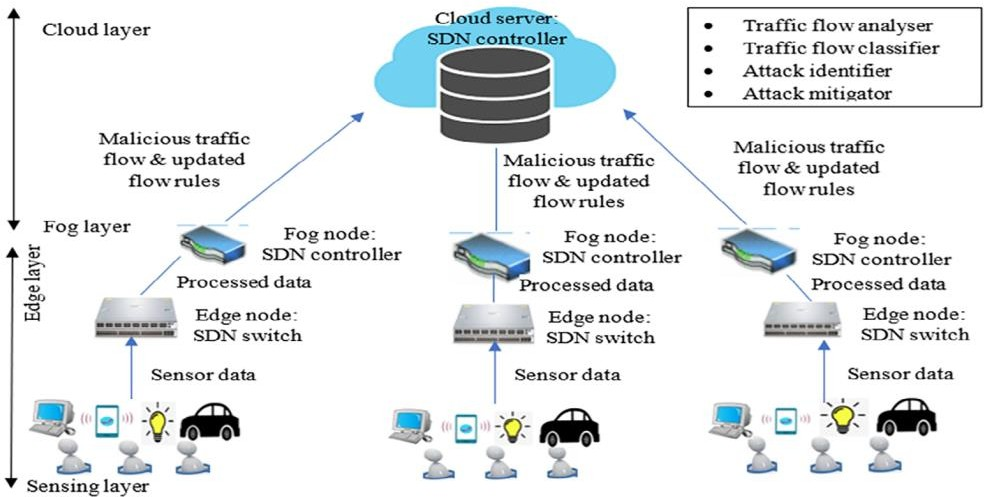 Cloud layer
Cloud server:
SDN controller
• Traffic flow analyser
• Traffic flow classifier
• Attack identifier
• Attack mitigator
Malicious traffic
flow & updated
flow rules
Malicious traffic
flow & updated
flow rules
Malicious traffic
flow & updated
flow rules
Fog layer
Edge layer
Fog node:
SDN controller
Fog node:
SDN controller
Fog node:
SDN controller
Processed data
Processed data
Processed data
Edge node:
SDN switch
Edge node:
SDN switch
Edge node:
SDN switch
Sensor data
Sensor data
Sensor data
Sensing layer